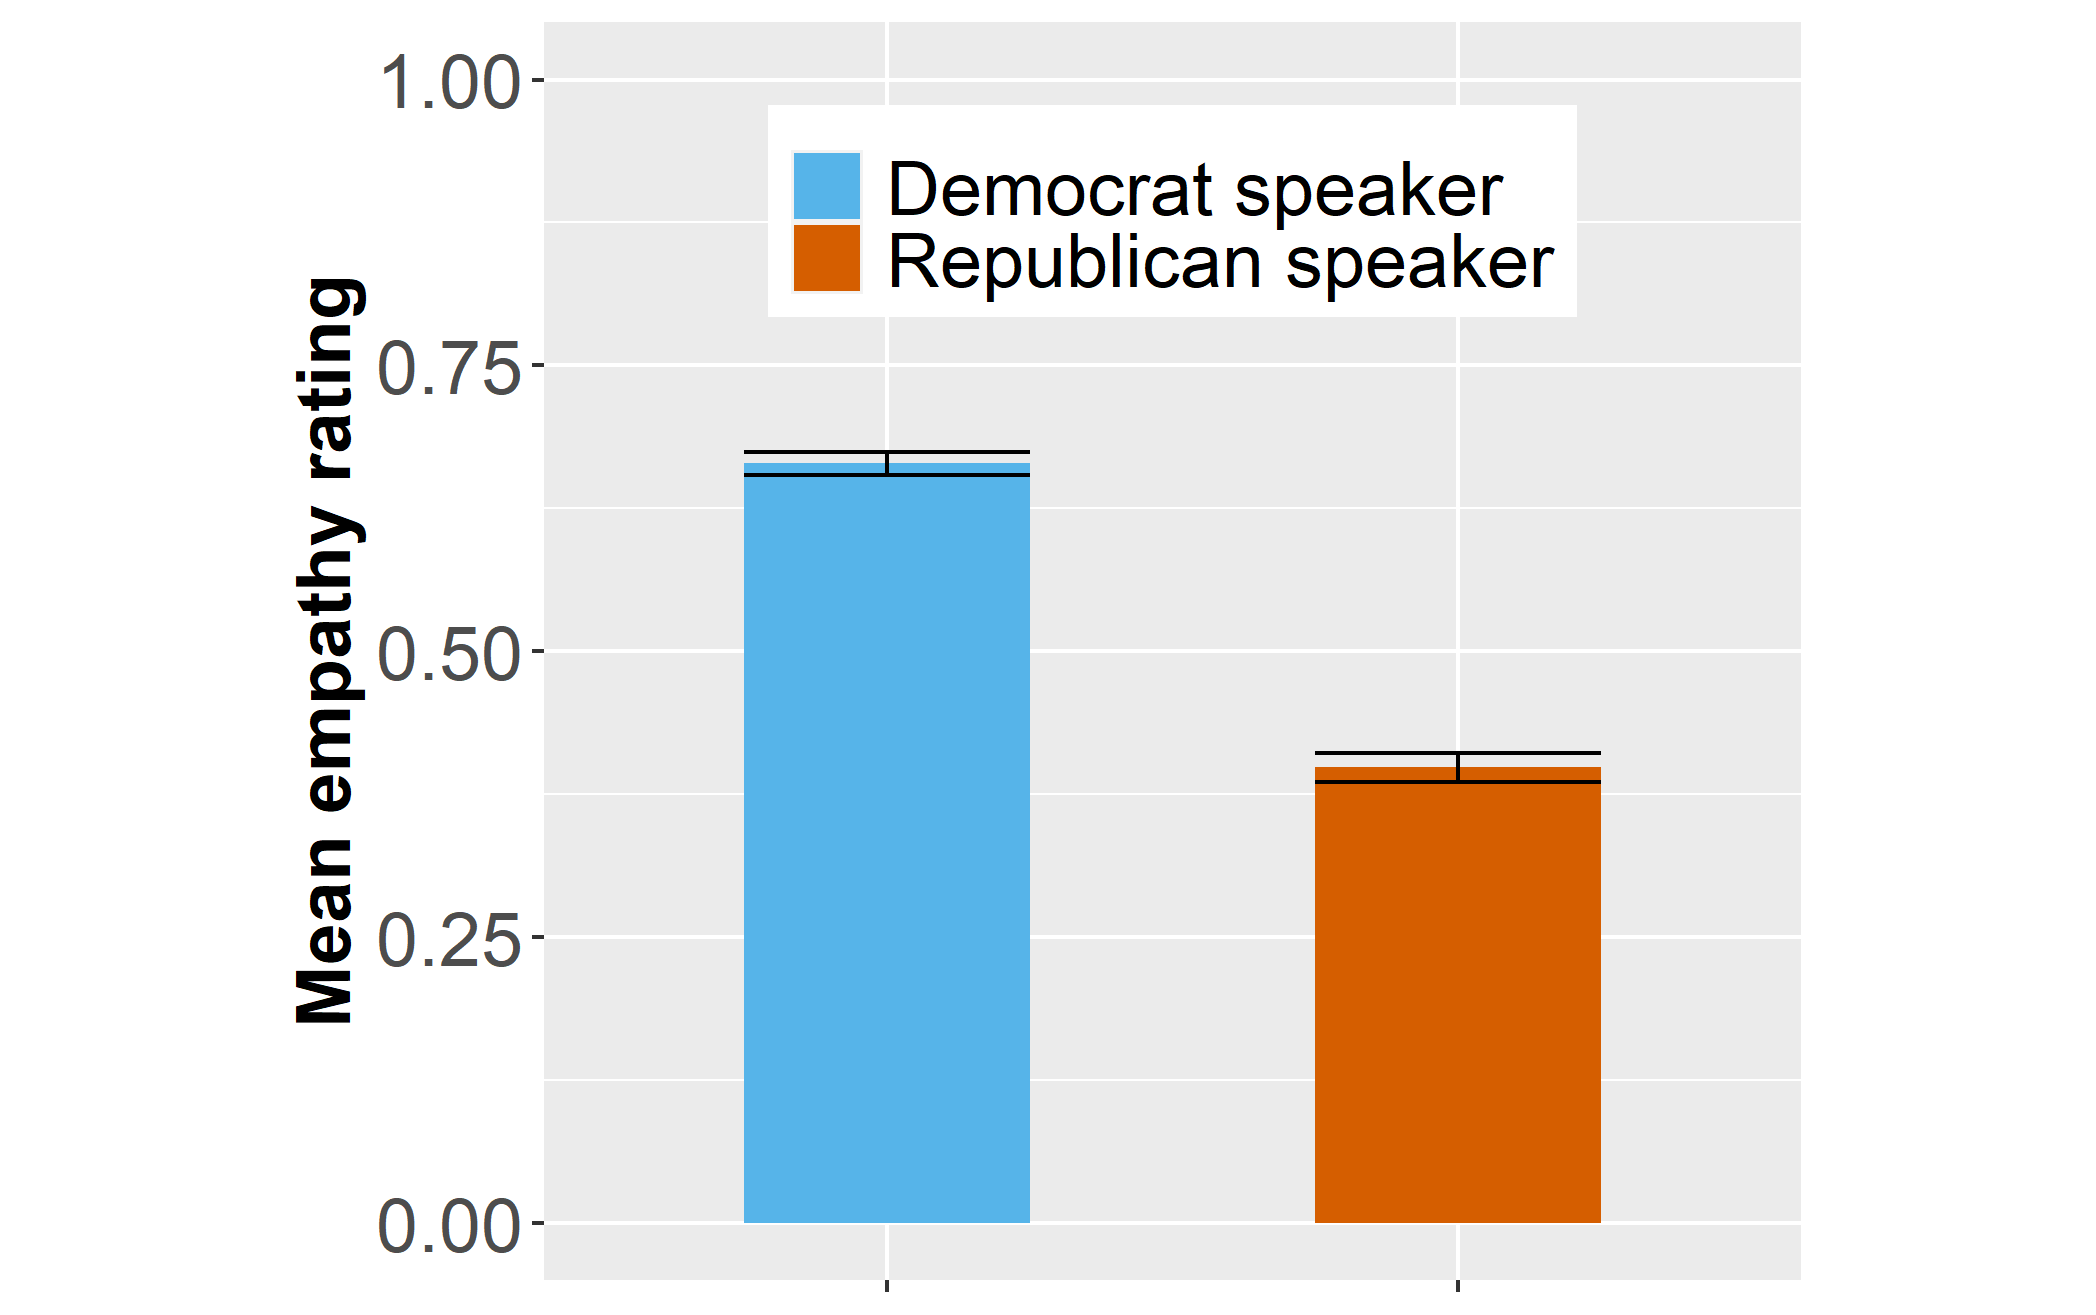 Mean empathy rating
1.00
0.75
0.50
0.25
0.00
Democrat speaker
Republican speaker